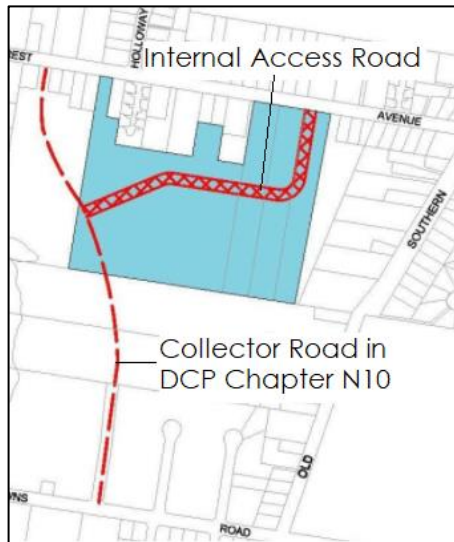 HOLLOWAY
Internal Access Road
REST
AVENUE
SOUTHERN
Collector Road in
DCP Chapter N10
OLD
WNS
ROAD